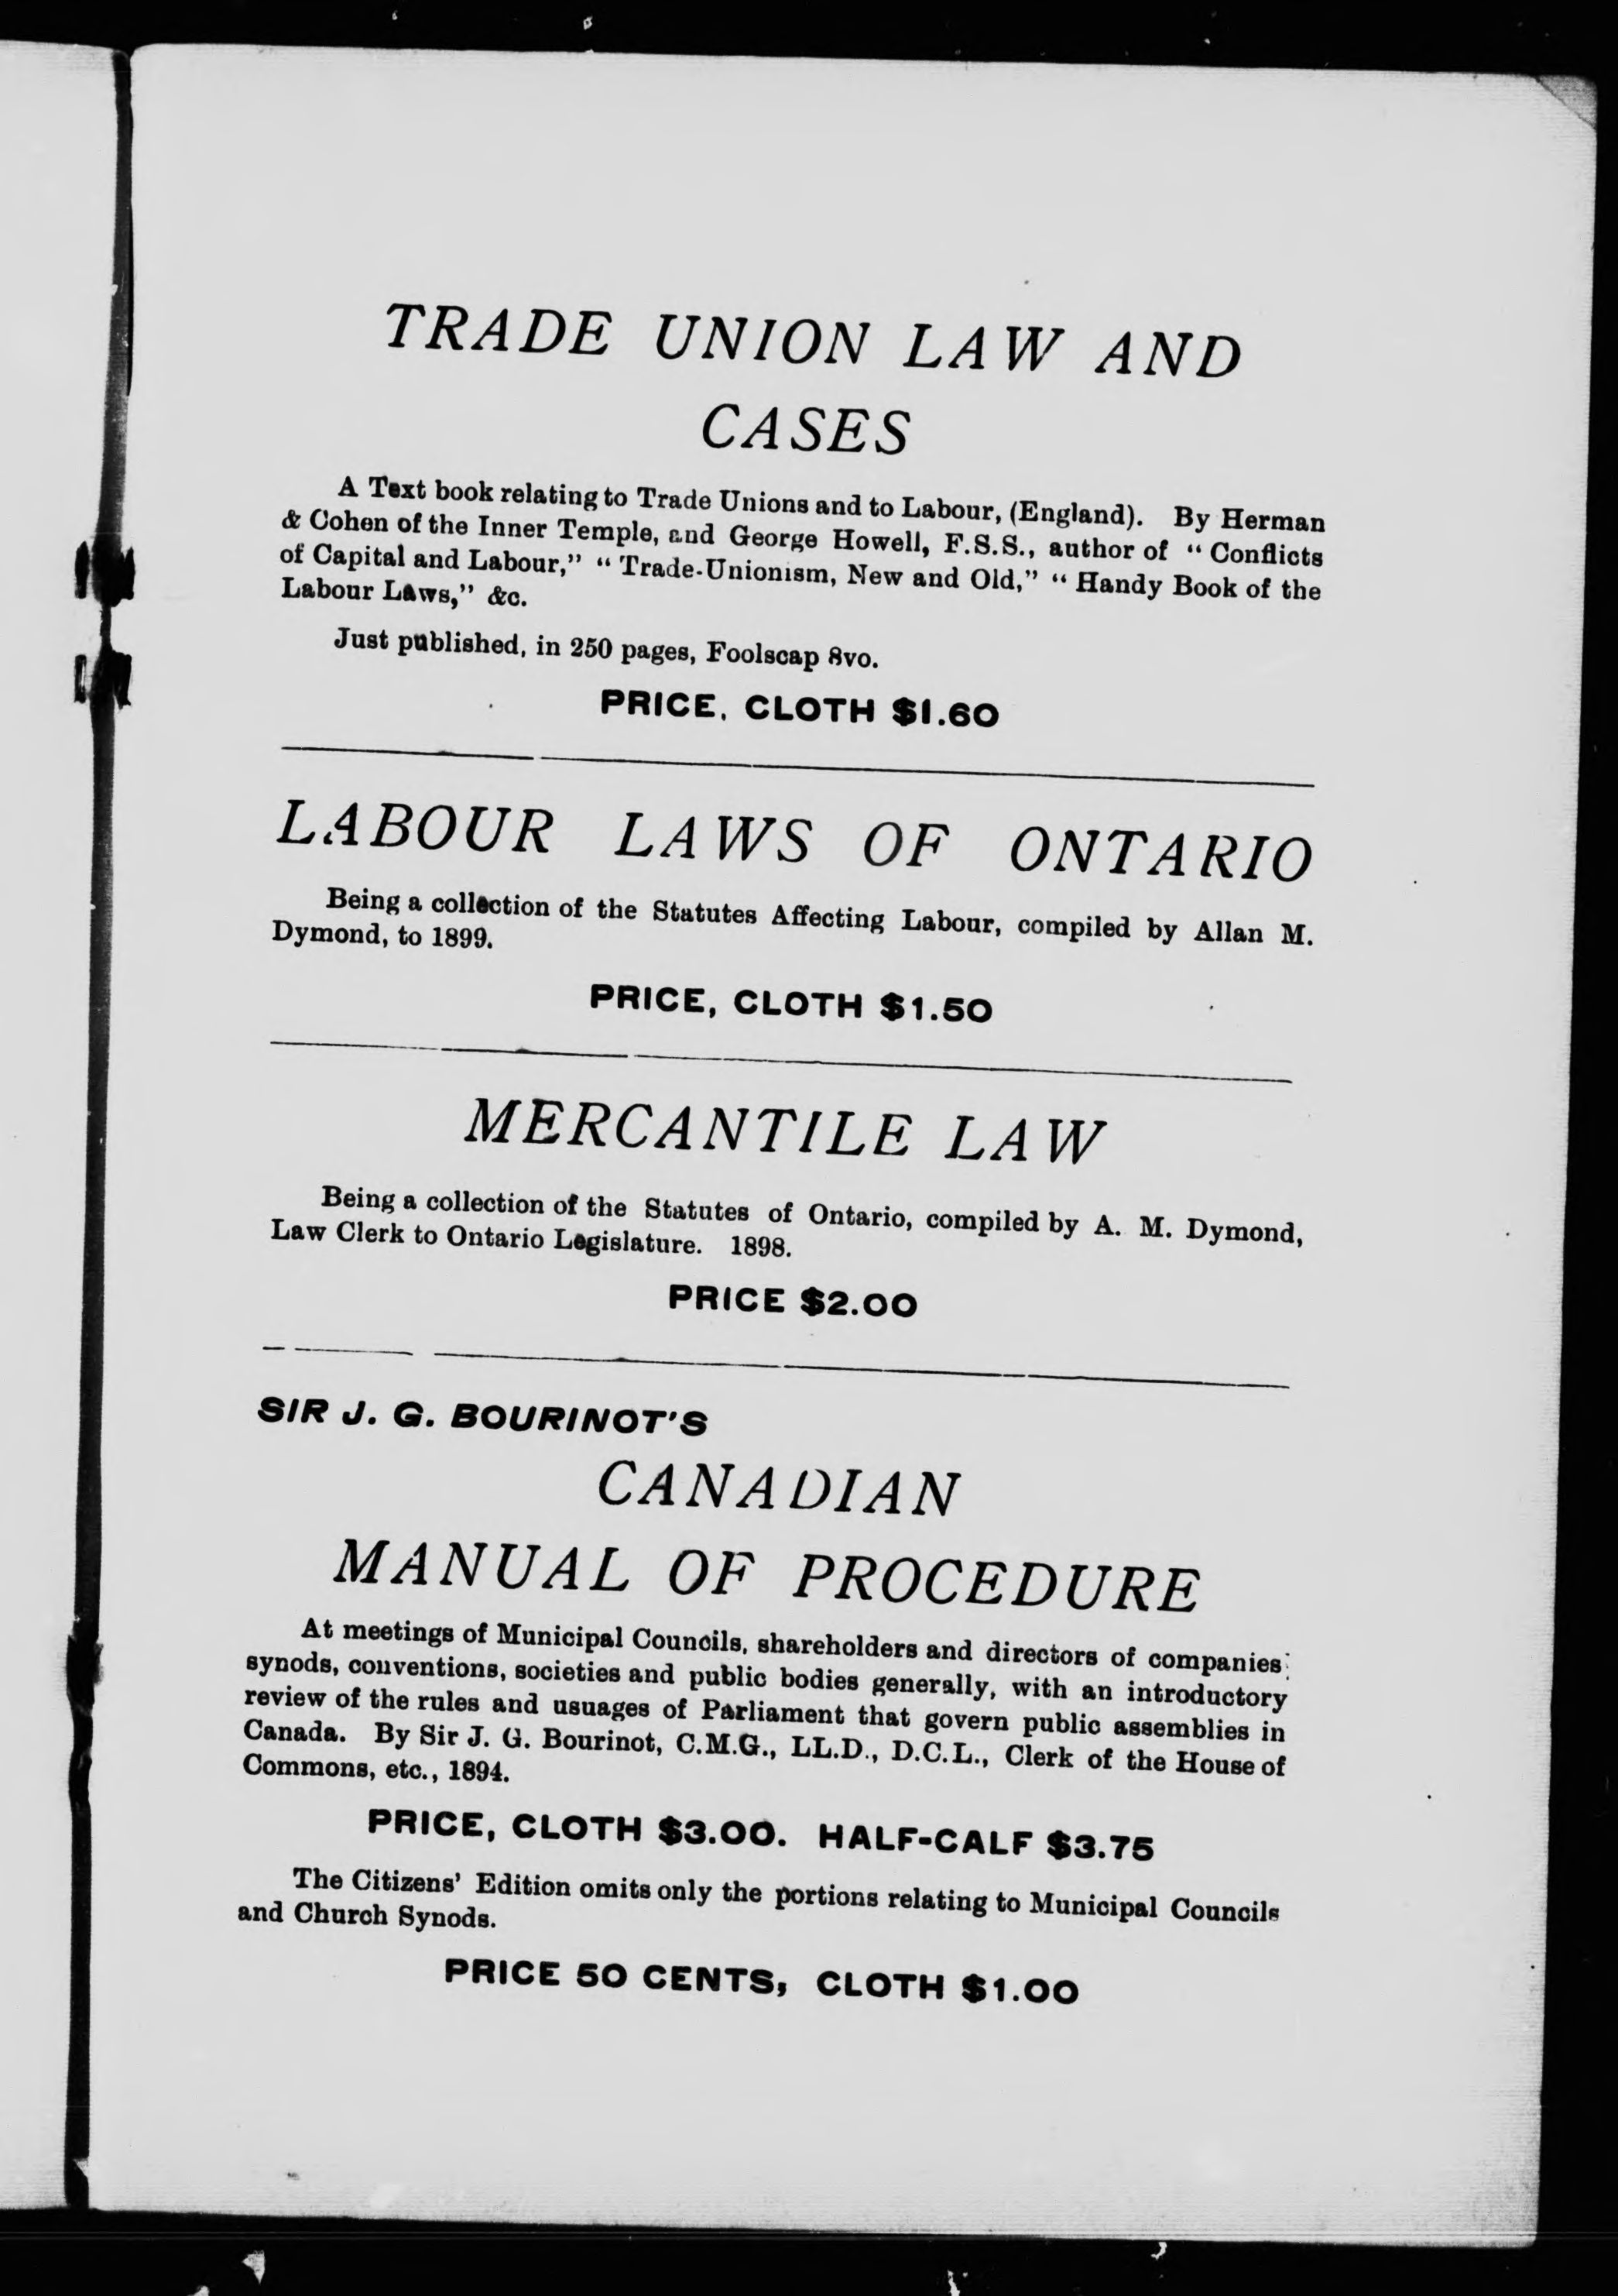 TRADE UNION LAW AND
CASES
A Text book relating to Trade Unions and to Labour, (England). By Herman
& Cohen of the Inner Temple, and George Howell, F.S.S., author of “ Conflicts
of Capital and Labour,” “ Trade-Unionism, New and Old,” “ Handy Book of the
Labour Laws,” &c.
Just published, in 250 pages, Foolscap 8vo.
PRICE, CLOTH $1.60
LABOUR LAWS OF ONTARIO
Being a collection of the Statutes Affecting Labour, compiled by Allan M.
Dymond, to 1899.
PRICE, CLOTH $1.50
MERCANTILE LAW
Being a collection of the Statutes of Ontario, compiled by A. M. Dymond,
Law Clerk to Ontario Legislature. 1898.
PRICE $2.00
SIR J. G. BOURINOT’S
CANADIAN
MANUAL OF PROCEDURE
At meetings of Municipal Councils, shareholders and directors of companies;
synods, conventions, societies and public bodies generally, with an introductory
review of the rules and usuages of Parliament that govern public assemblies in
Canada. By Sir J. G. Bourinot, C.M.G., LL.D., D.C.L., Clerk of the House of
Commons, etc., 1894.
PRICE, CLOTH $3.00. HALF-CALF $3.75
The Citizens’ Edition omits only the portions relating to Municipal Councils
and Church Synods.
PRICE 50 CENTS, CLOTH $1.00